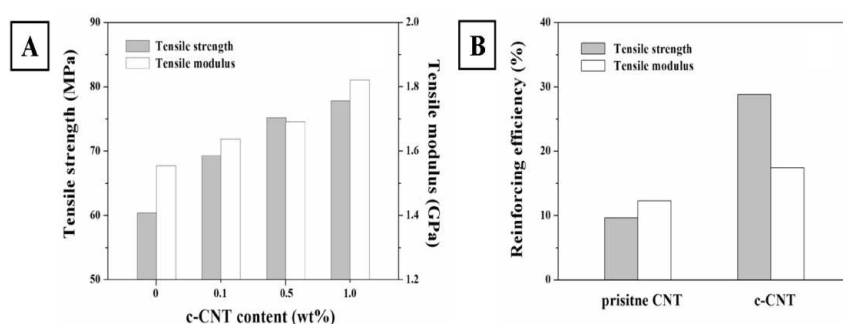 A
90
80
70
60
50
Tensile strength (MPa)
Tensile strength
Tensile modulus
2.0
1.8
1.6
1.4
1.2
Tensile modulus (GPa)
0 0.1 0.5 1.0
c-CNT content (wt%)
B
40
30
20
10
0
Reinforcing efficiency (%)
Tensile strength
Tensile modulus
prisitne CNT c-CNT